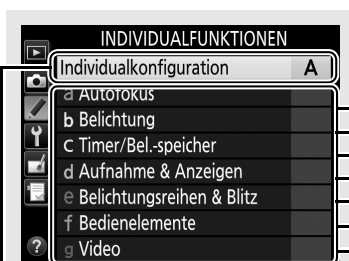 INDIVIDUALFUNKTIONEN
Individualkonfiguration A
a Autofokus
b Belichtung
c Timer/Bel.-speicher
d Aufnahme & Anzeigen
e Belichtungsreihen & Blitz
f Bedienelemente
g Video
?